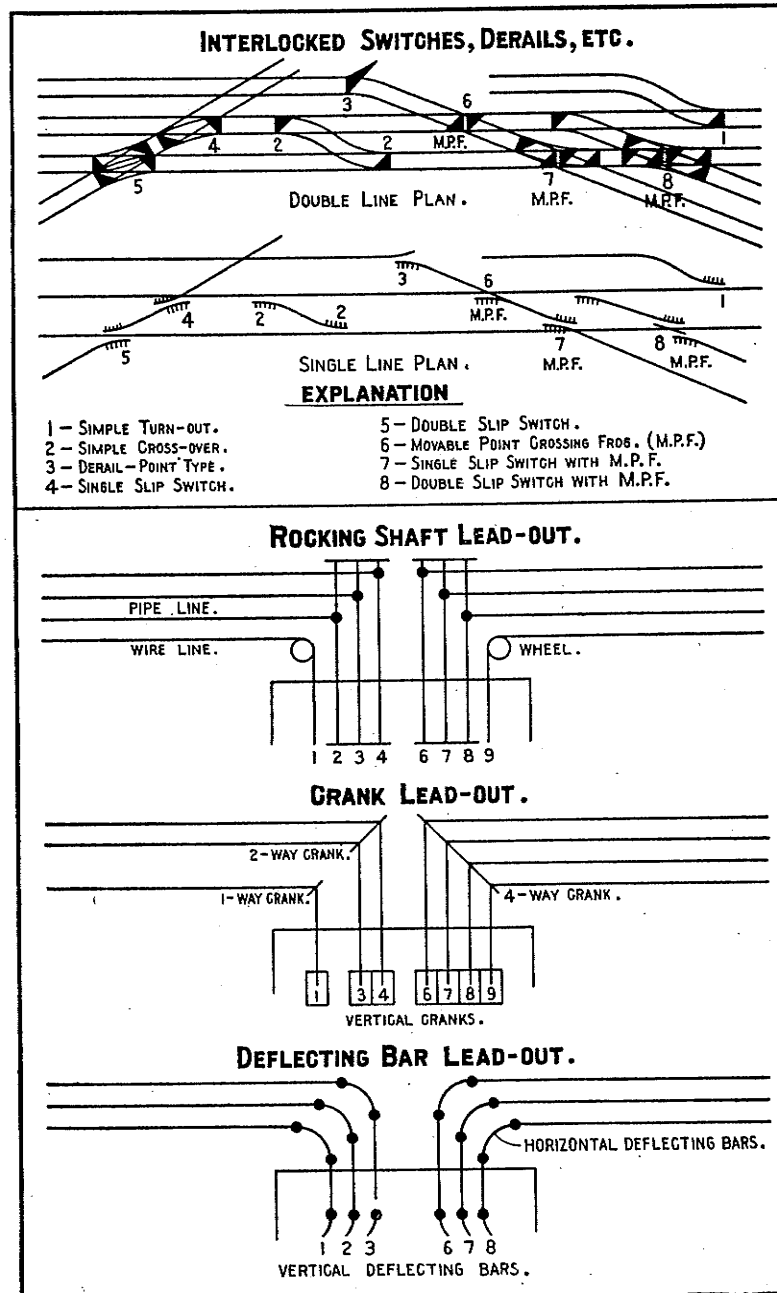 INTERLOCKED SWITCHES, DERAILS, ETC.
3
6
4
2
2
M.P.F.
1
5
7
8
DOUBLE LINE PLAN.
M.P.F.
M.P.F.
3
6
1
4
2
2
M.P.F.
5
7
8
SINGLE LINE PLAN.
M.P.F.
M.P.F.
EXPLANATION
1 – SIMPLE TURN-OUT.
2 – SIMPLE CROSS-OVER.
3 – DERAIL-POINT TYPE.
4 – SINGLE SLIP SWITCH.
5 – DOUBLE SLIP SWITCH.
6 – MOVABLE POINT CROSSING FROG. (M.P.F.)
7 – SINGLE SLIP SWITCH WITH M.P.F.
8 – DOUBLE SLIP SWITCH WITH M.P.F.
ROCKING SHAFT LEAD-OUT.
PIPE LINE.
WIRE LINE.
WHEEL.
1 2 3 4 6 7 8 9
CRANK LEAD-OUT.
2-WAY CRANK.
1-WAY CRANK.
4-WAY CRANK.
1 3 4 6 7 8 9
VERTICAL CRANKS.
DEFLECTING BAR LEAD-OUT.
HORIZONTAL DEFLECTING BARS.
1 2 3 6 7 8
VERTICAL DEFLECTING BARS.